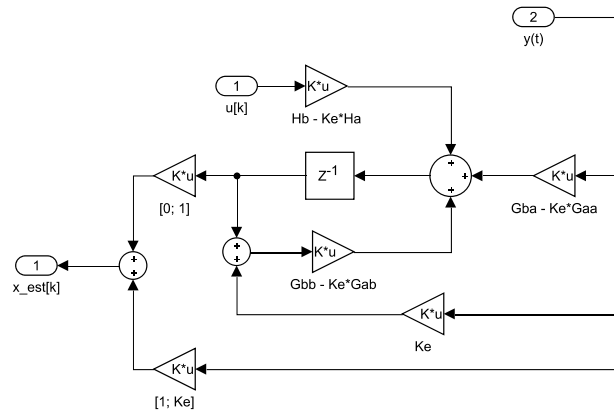 2
y(t)
1
u[k]
K*u
Hb - Ke*Ha
K*u
[0; 1]
Z-1
+
+
+
K*u
Gba - Ke*Gaa
+
+
K*u
Gbb - Ke*Gab
1
x_est[k]
+
+
K*u
Ke
K*u
[1; Ke]